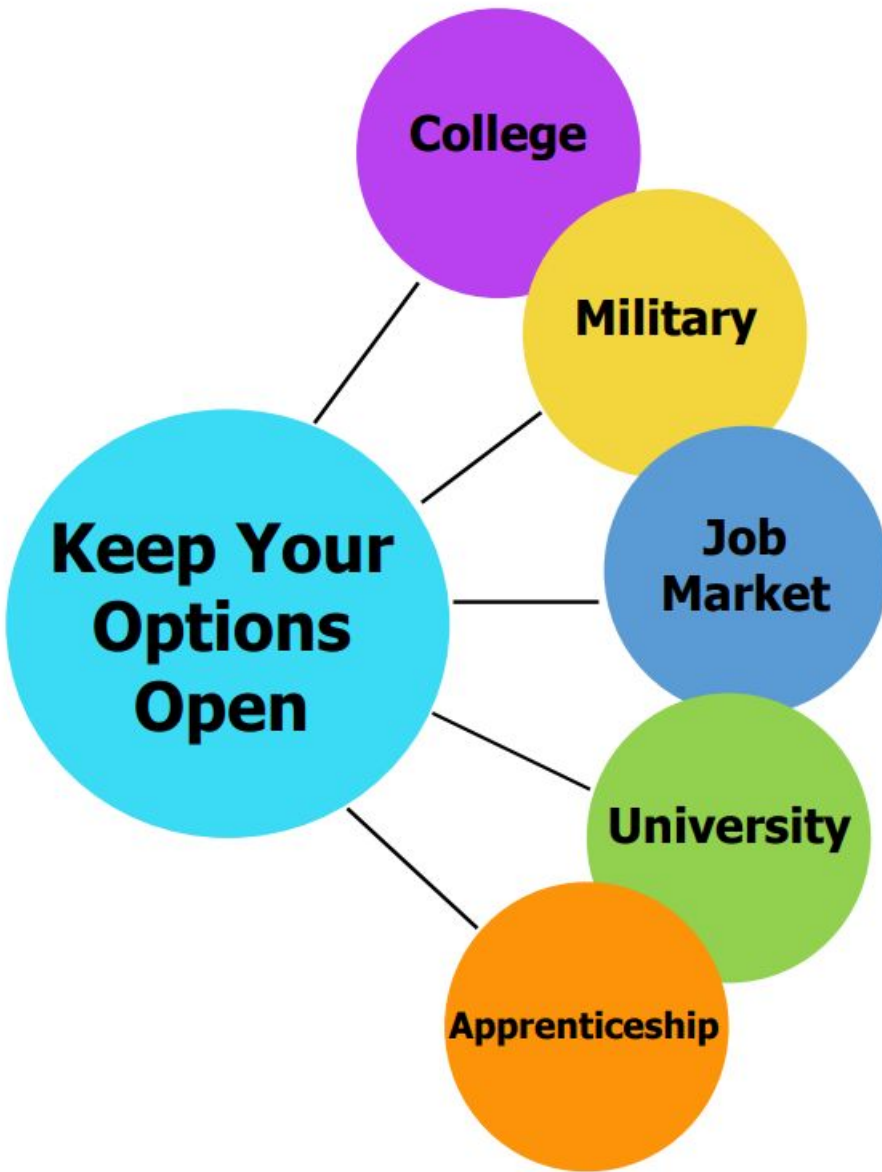 College
Military
Keep Your
Options
Open
Job
Market
University
Apprenticeship